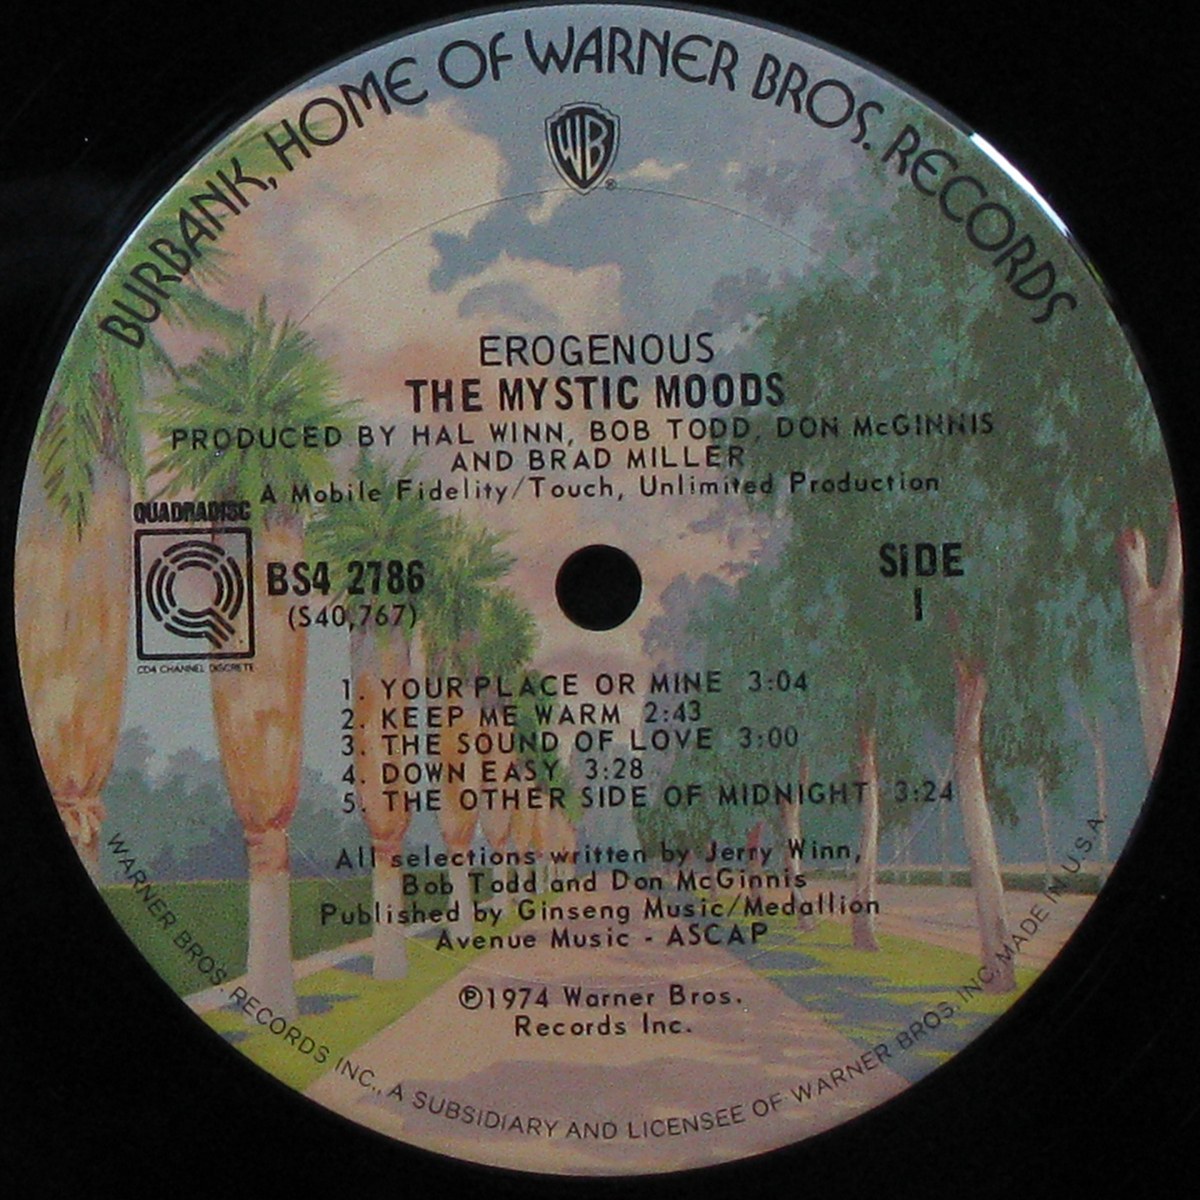 BURBANK, HOME OF WARNER BROS. RECORDS
WB
®
EROGENOUS
THE MYSTIC MOODS
PRODUCED BY HAL WINN, BOB TODD, DON McGINNIS
AND BRAD MILLER
A Mobile Fidelity/Touch, Unlimited Production
QUADRADISC
CD4 CHANNEL DISCRETE
BS4 2786
(S40,767)
SIDE
1
1. YOUR PLACE OR MINE 3:04
2. KEEP ME WARM 2:43
3. THE SOUND OF LOVE 3:00
4. DOWN EASY 3:28
5. THE OTHER SIDE OF MIDNIGHT 3:24
All selections written by Jerry Winn,
Bob Todd and Don McGinnis
Published by Ginseng Music/Medallion
Avenue Music - ASCAP
℗1974 Warner Bros.
Records Inc.
WARNER BROS. RECORDS INC., A SUBSIDIARY AND LICENSEE OF WARNER BROS. INC. MADE IN U.S.A.